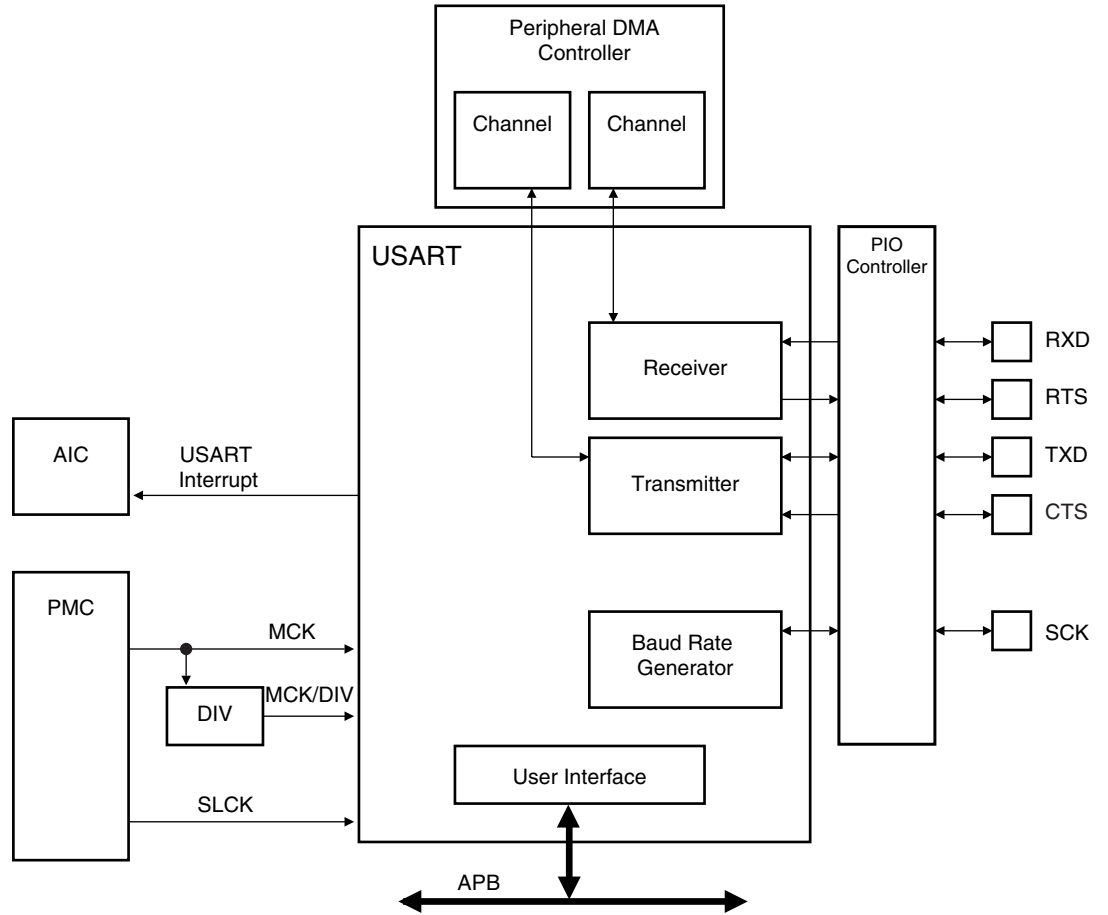 Peripheral DMA
Controller
Channel
Channel
USART
PIO
Controller
Receiver
RXD
RTS
AIC
USART
Interrupt
Transmitter
TXD
CTS
PMC
MCK
Baud Rate
Generator
SCK
DIV
MCK/DIV
User Interface
SLCK
APB